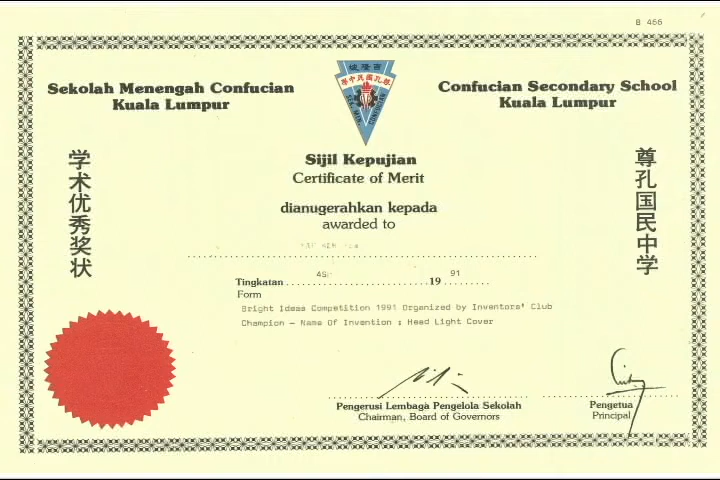 B 466
Sekolah Menengah Confucian
Kuala Lumpur
Confucian Secondary School
Kuala Lumpur
学术优秀奖状
尊孔国民中学
Sijil Kepujian
Certificate of Merit
dianugerahkan kepada
awarded to
Tingkatan 19 91
Form
Bright Ideas Competition 1991 Organized by Inventors' Club
Champion - Name Of Invention : Head Light Cover
Pengerusi Lembaga Pengelola Sekolah
Chairman, Board of Governors
Pengetua
Principal